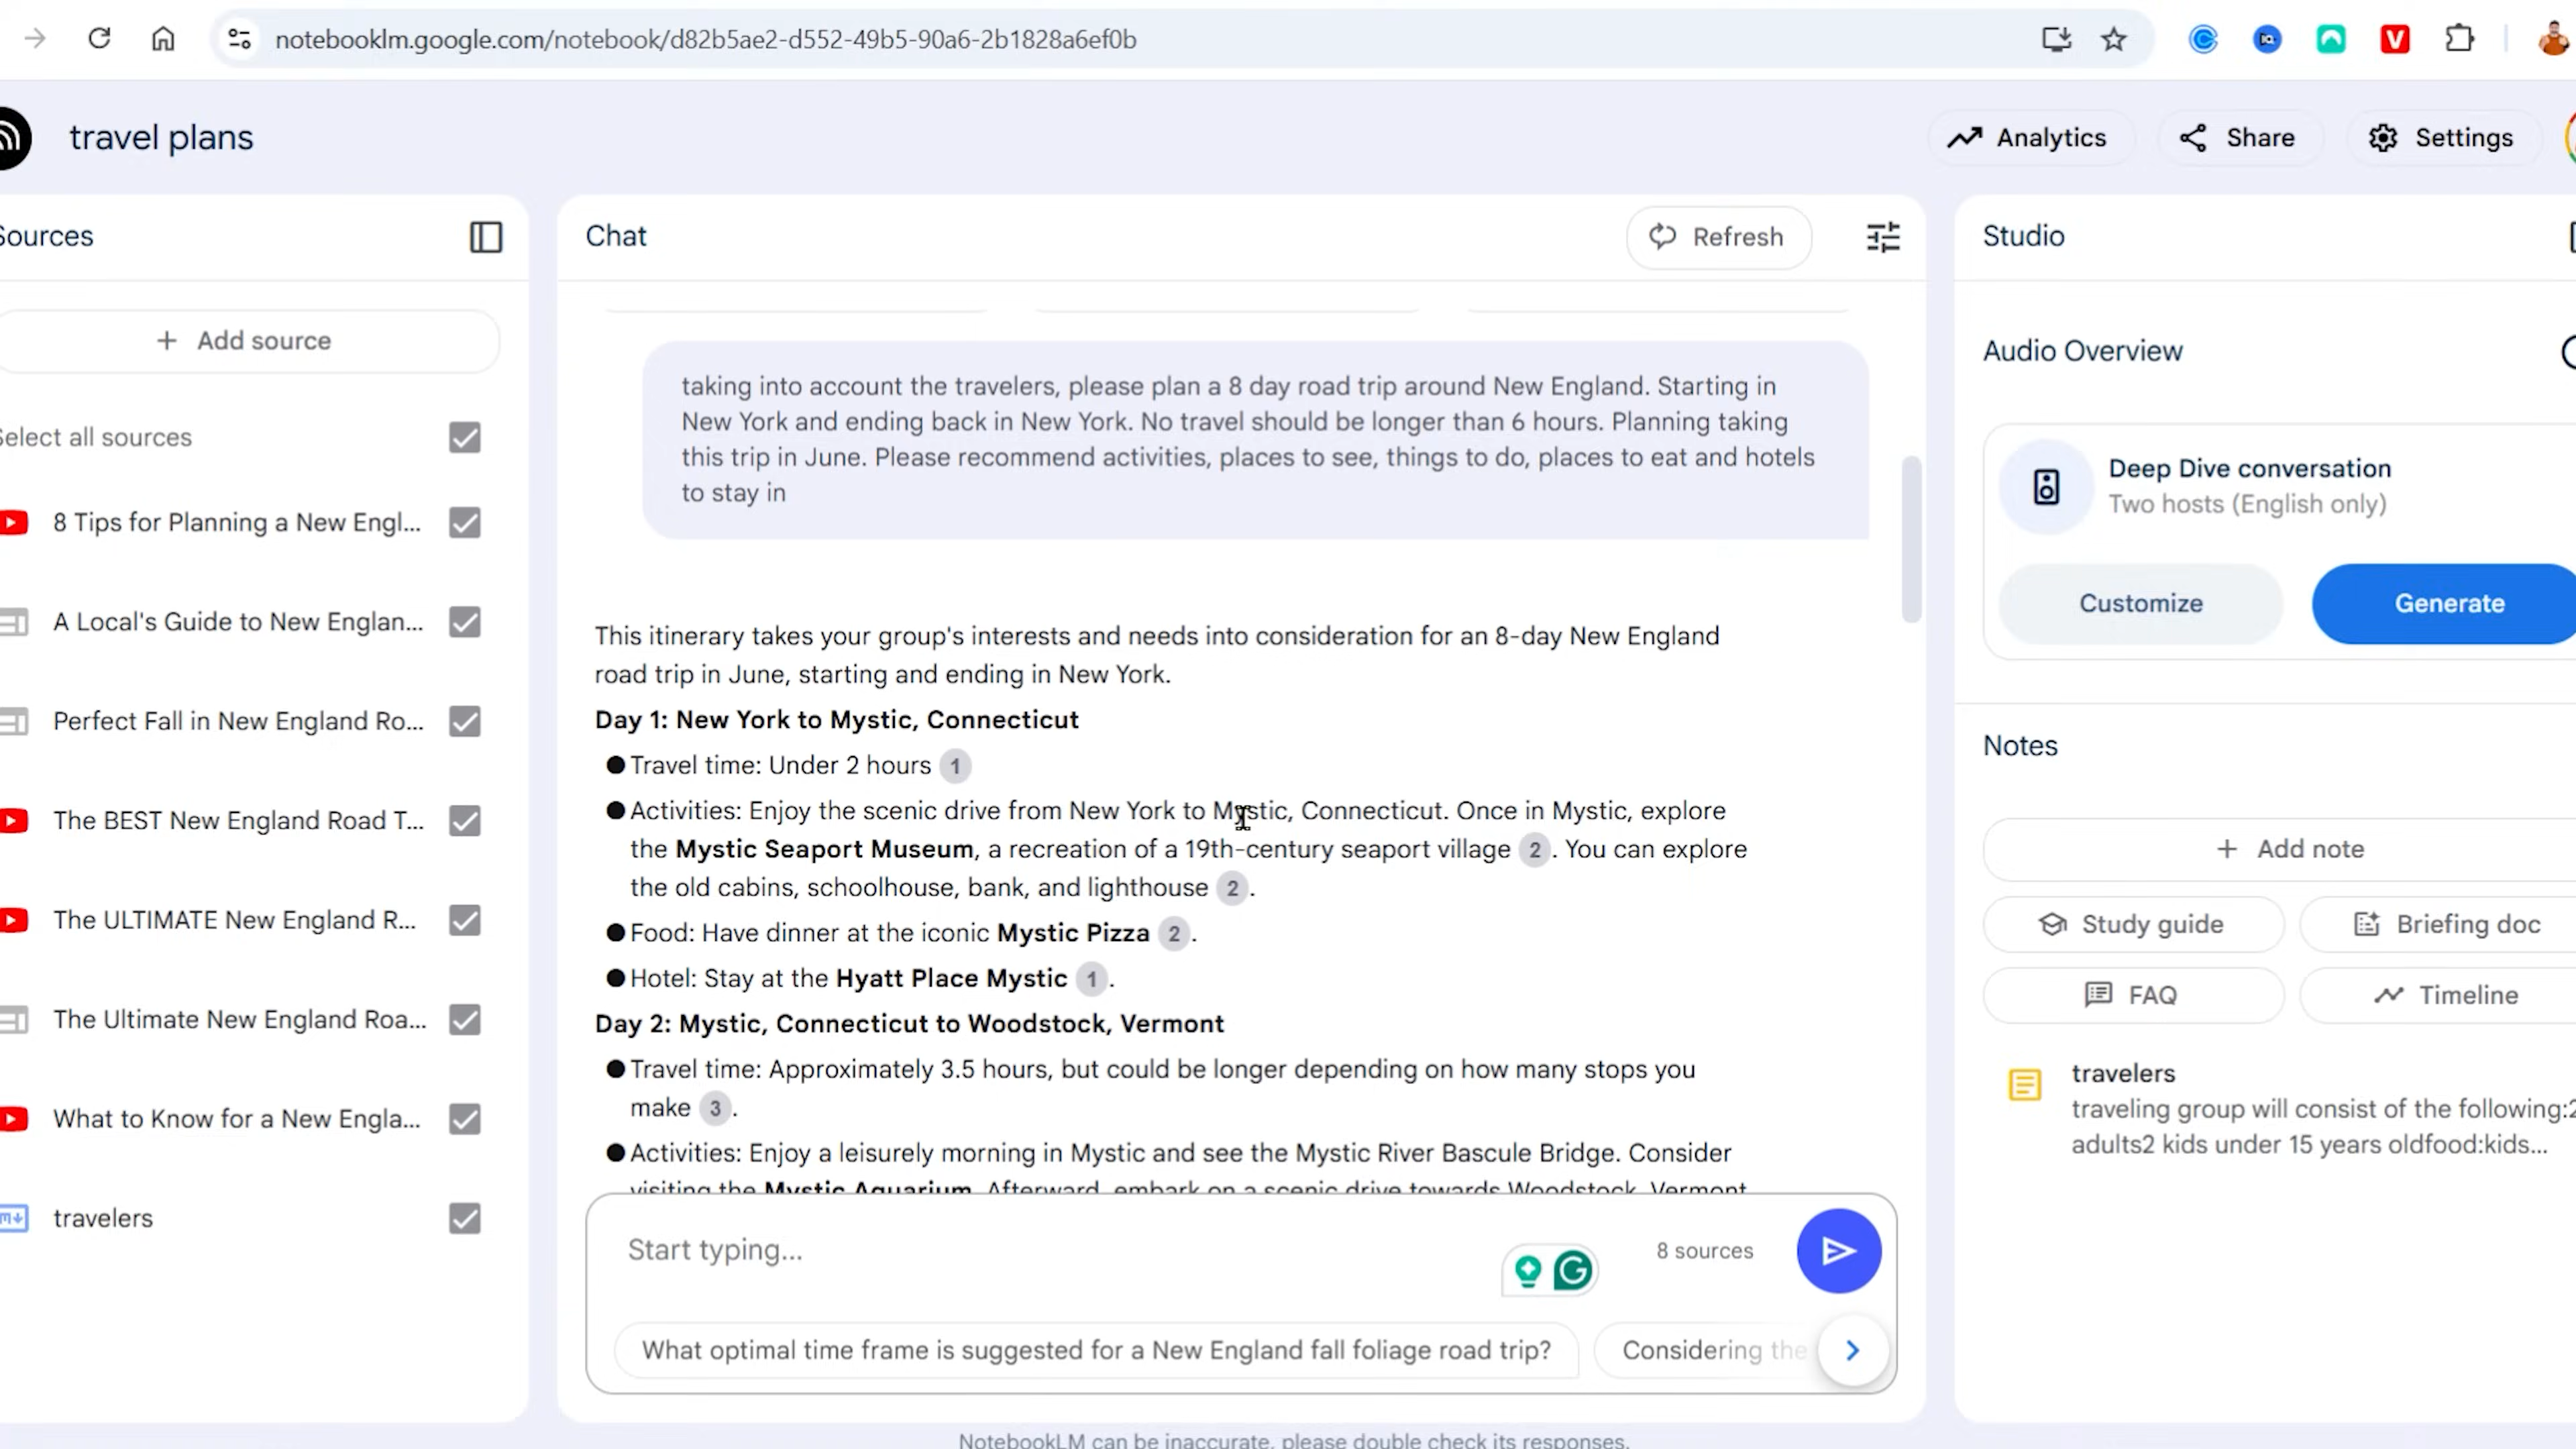 notebooklm.google.com/notebook/d82b5ae2-d552-49b5-90a6-2b1828a6ef0b
travel plans
Analytics
Share
Settings
Sources
Add source
Select all sources
8 Tips for Planning a New Engl...
A Local's Guide to New Englan...
Perfect Fall in New England Ro...
The BEST New England Road T...
The ULTIMATE New England R...
The Ultimate New England Roa...
What to Know for a New Engla...
travelers
Chat
Refresh
taking into account the travelers, please plan a 8 day road trip around New England. Starting in
New York and ending back in New York. No travel should be longer than 6 hours. Planning taking
this trip in June. Please recommend activities, places to see, things to do, places to eat and hotels
to stay in
This itinerary takes your group's interests and needs into consideration for an 8-day New England
road trip in June, starting and ending in New York.
Day 1: New York to Mystic, Connecticut
● Travel time: Under 2 hours 1
● Activities: Enjoy the scenic drive from New York to Mystic, Connecticut. Once in Mystic, explore
the Mystic Seaport Museum, a recreation of a 19th-century seaport village 2. You can explore
the old cabins, schoolhouse, bank, and lighthouse 2.
● Food: Have dinner at the iconic Mystic Pizza 2.
● Hotel: Stay at the Hyatt Place Mystic 1.
Day 2: Mystic, Connecticut to Woodstock, Vermont
● Travel time: Approximately 3.5 hours, but could be longer depending on how many stops you
make 3.
● Activities: Enjoy a leisurely morning in Mystic and see the Mystic River Bascule Bridge. Consider
visiting the Mystic Aquarium. Afterward, embark on a scenic drive towards Woodstock, Vermont
Start typing...
8 sources
What optimal time frame is suggested for a New England fall foliage road trip?
Considering the
NotebookLM can be inaccurate, please double check its responses.
Studio
Audio Overview
Deep Dive conversation
Two hosts (English only)
Customize
Generate
Notes
Add note
Study guide
Briefing doc
FAQ
Timeline
travelers
traveling group will consist of the following:2
adults2 kids under 15 years oldfood:kids...